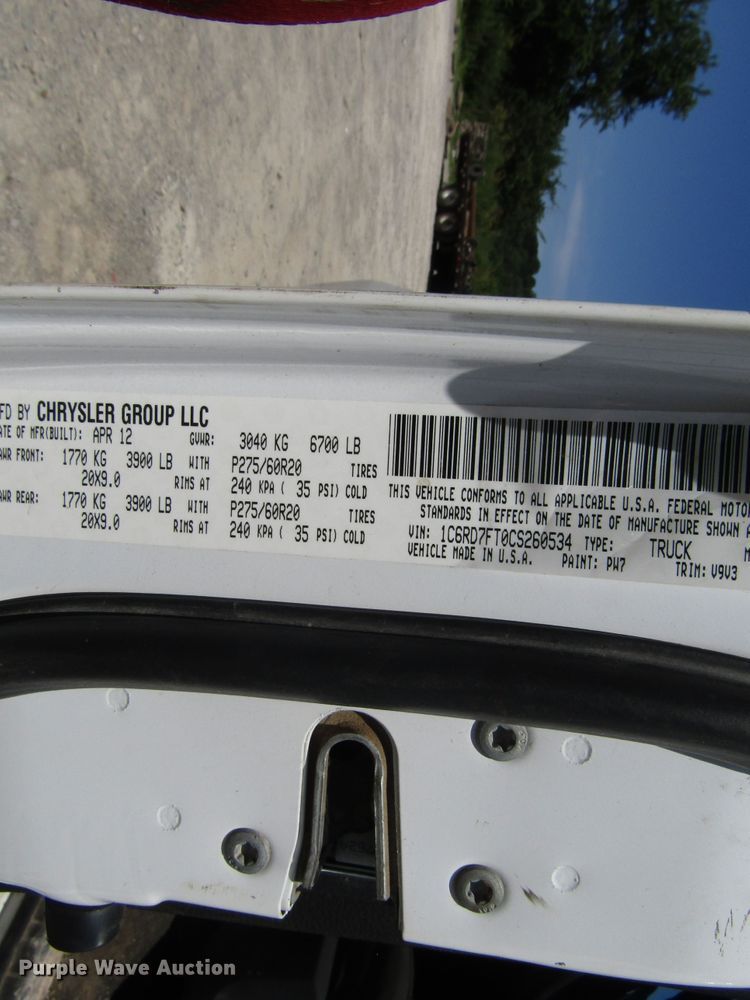 FD BY CHRYSLER GROUP LLC
ATE OF MFR(BUILT): APR 12 GVWR: 3040 KG 6700 LB
AWR FRONT: 1770 KG 3900 LB WITH P275/60R20 TIRES
20X9.0 RIMS AT 240 KPA ( 35 PSI) COLD
AWR REAR: 1770 KG 3900 LB WITH P275/60R20 TIRES
20X9.0 RIMS AT 240 KPA ( 35 PSI) COLD
THIS VEHICLE CONFORMS TO ALL APPLICABLE U.S.A. FEDERAL MOTO
STANDARDS IN EFFECT ON THE DATE OF MANUFACTURE SHOWN A
VIN: 1C6RD7FT0CS260534 TYPE: TRUCK M
VEHICLE MADE IN U.S.A. PAINT: PW7 TRIM: V9V3
Purple Wave Auction